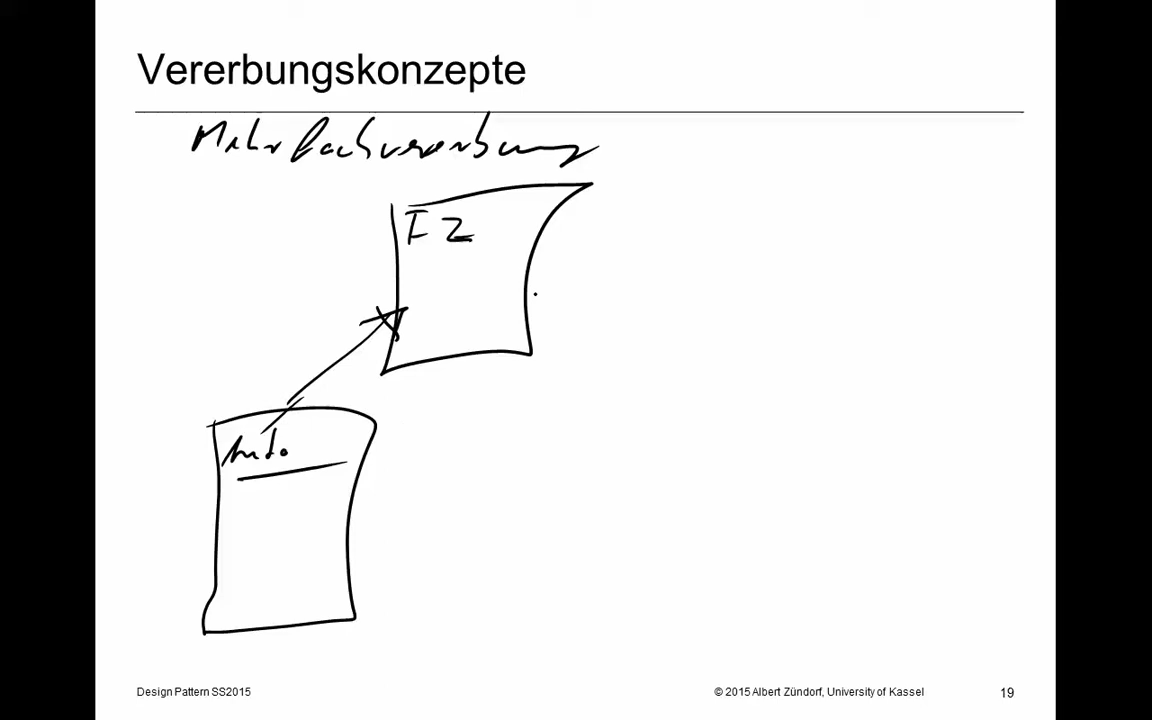 Vererbungskonzepte
Mehrfachvererbung
FZ
Auto
Design Pattern SS2015
© 2015 Albert Zündorf, University of Kassel
19